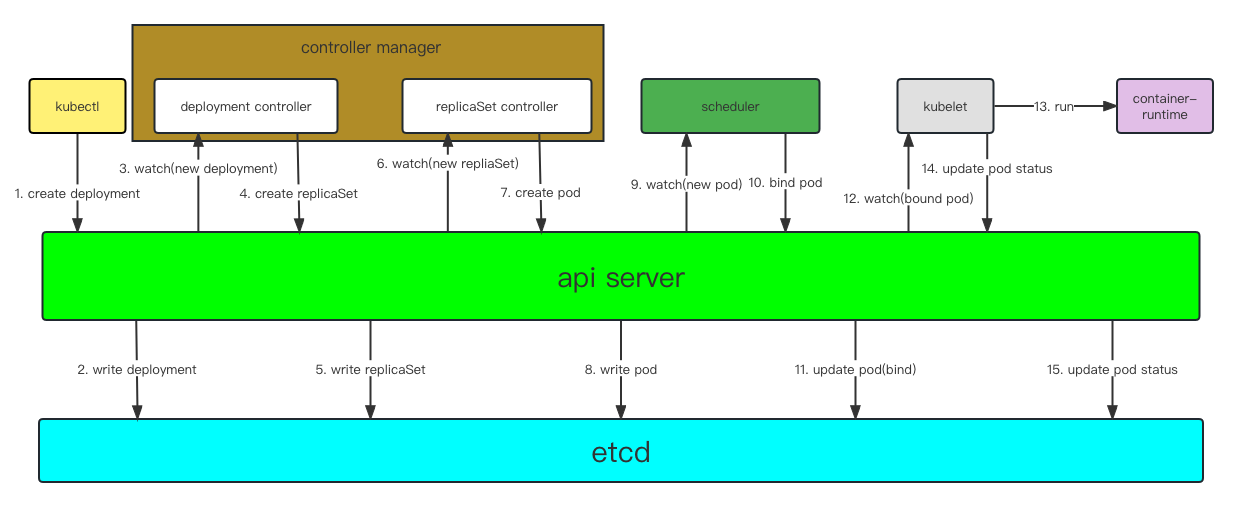 controller manager
kubectl
deployment controller
replicaSet controller
scheduler
kubelet
13. run
container-
runtime
3. watch(new deployment)
6. watch(new repliaSet)
14. update pod status
1. create deployment
4. create replicaSet
7. create pod
9. watch(new pod)
10. bind pod
12. watch(bound pod)
api server
2. write deployment
5. write replicaSet
8. write pod
11. update pod(bind)
15. update pod status
etcd